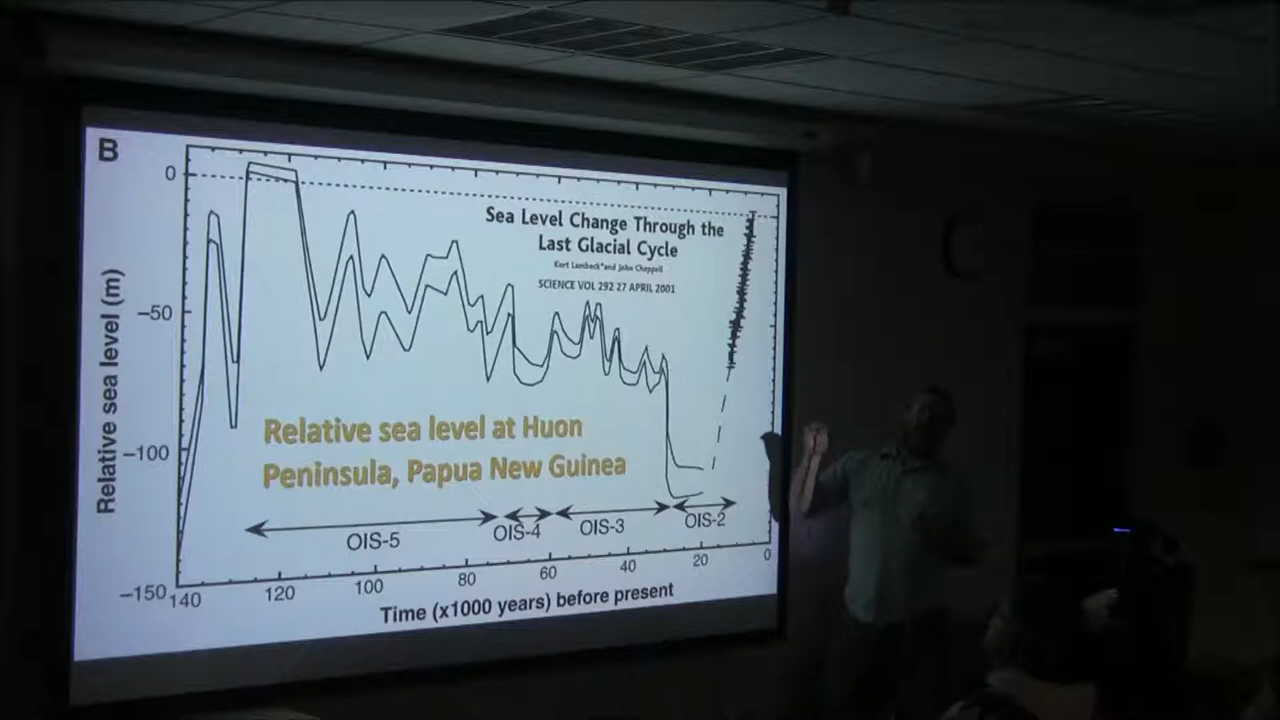 B
Sea Level Change Through the
Last Glacial Cycle
Kurt Lambeck*and John Chappell
SCIENCE VOL 292 27 APRIL 2001
Relative sea level (m)
0
−50
−100
−150
Relative sea level at Huon
Peninsula, Papua New Guinea
OIS-5
OIS-4
OIS-3
OIS-2
140
120
100
80
60
40
20
0
Time (x1000 years) before present